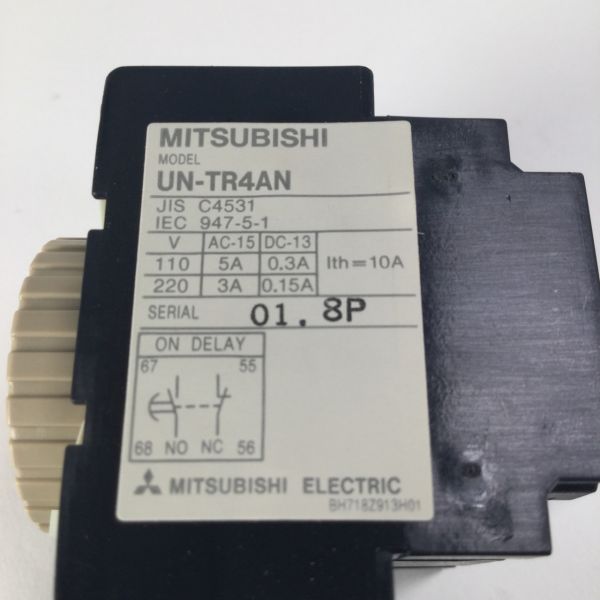 MITSUBISHI
MODEL
UN-TR4AN
JIS C4531
IEC 947-5-1
V AC-15 DC-13
110 5A 0.3A Ith=10A
220 3A 0.15A
SERIAL 01. 8P
ON DELAY
67 55
68 NO NC 56
MITSUBISHI ELECTRIC
BH718Z913H01